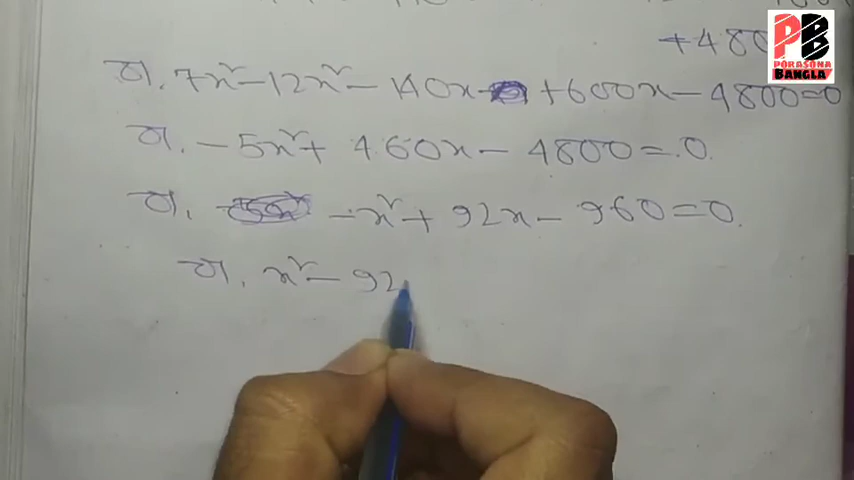 +480
PB
PORASONA
BANGLA
বা. 7x² - 12x² - 140x + 600x - 4800 = 0
বা. - 5x² + 460x - 4800 = 0.
বা. - x² + 92x - 960 = 0.
বা. x² - 92